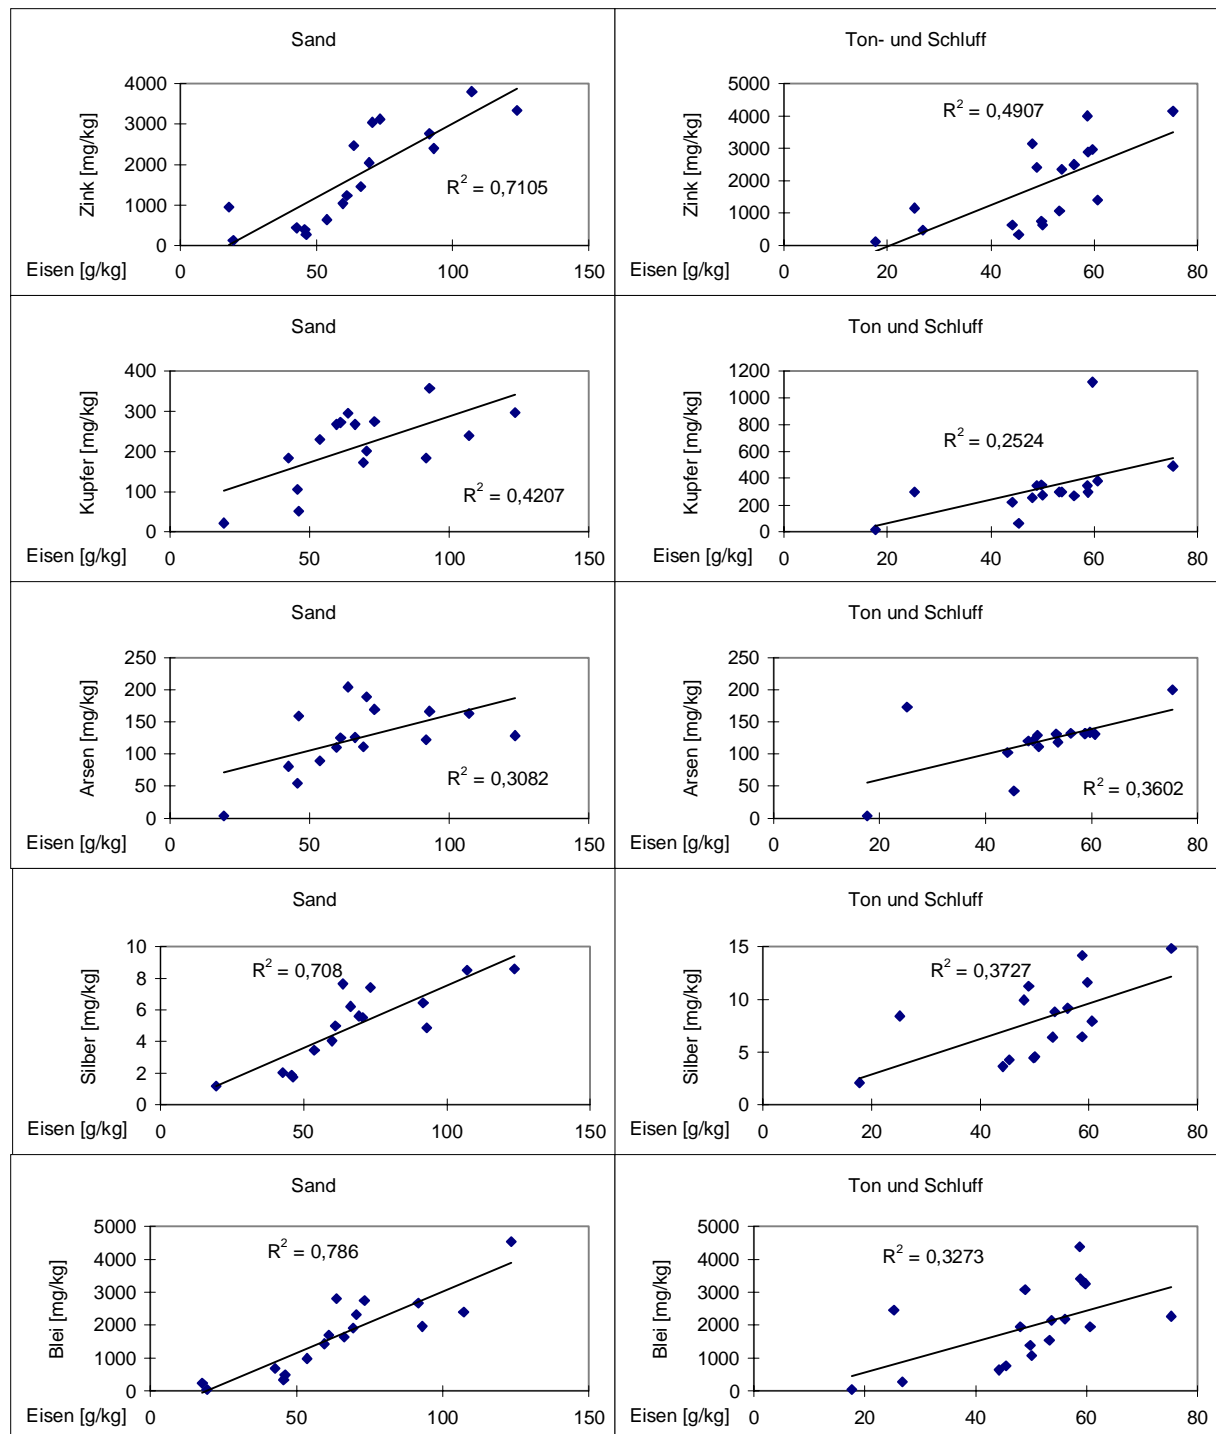 Sand
Zink [mg/kg]
4000
3000
2000
1000
0
R² = 0,7105
Eisen [g/kg]
0 50 100 150
Ton- und Schluff
Zink [mg/kg]
5000
4000
3000
2000
1000
0
R² = 0,4907
Eisen [g/kg]
0 20 40 60 80
Sand
Kupfer [mg/kg]
400
300
200
100
0
R² = 0,4207
Eisen [g/kg]
0 50 100 150
Ton und Schluff
Kupfer [mg/kg]
1200
1000
800
600
400
200
0
R² = 0,2524
Eisen [g/kg]
0 20 40 60 80
Sand
Arsen [mg/kg]
250
200
150
100
50
0
R² = 0,3082
Eisen [g/kg]
0 50 100 150
Ton und Schluff
Arsen [mg/kg]
250
200
150
100
50
0
R² = 0,3602
Eisen [g/kg]
0 20 40 60 80
Sand
Silber [mg/kg]
10
8
6
4
2
0
R² = 0,708
Eisen [g/kg]
0 50 100 150
Ton und Schluff
Silber [mg/kg]
15
10
5
0
R² = 0,3727
Eisen [g/kg]
0 20 40 60 80
Sand
Blei [mg/kg]
5000
4000
3000
2000
1000
0
R² = 0,786
Eisen [g/kg]
0 50 100 150
Ton und Schluff
Blei [mg/kg]
5000
4000
3000
2000
1000
0
R² = 0,3273
Eisen [g/kg]
0 20 40 60 80